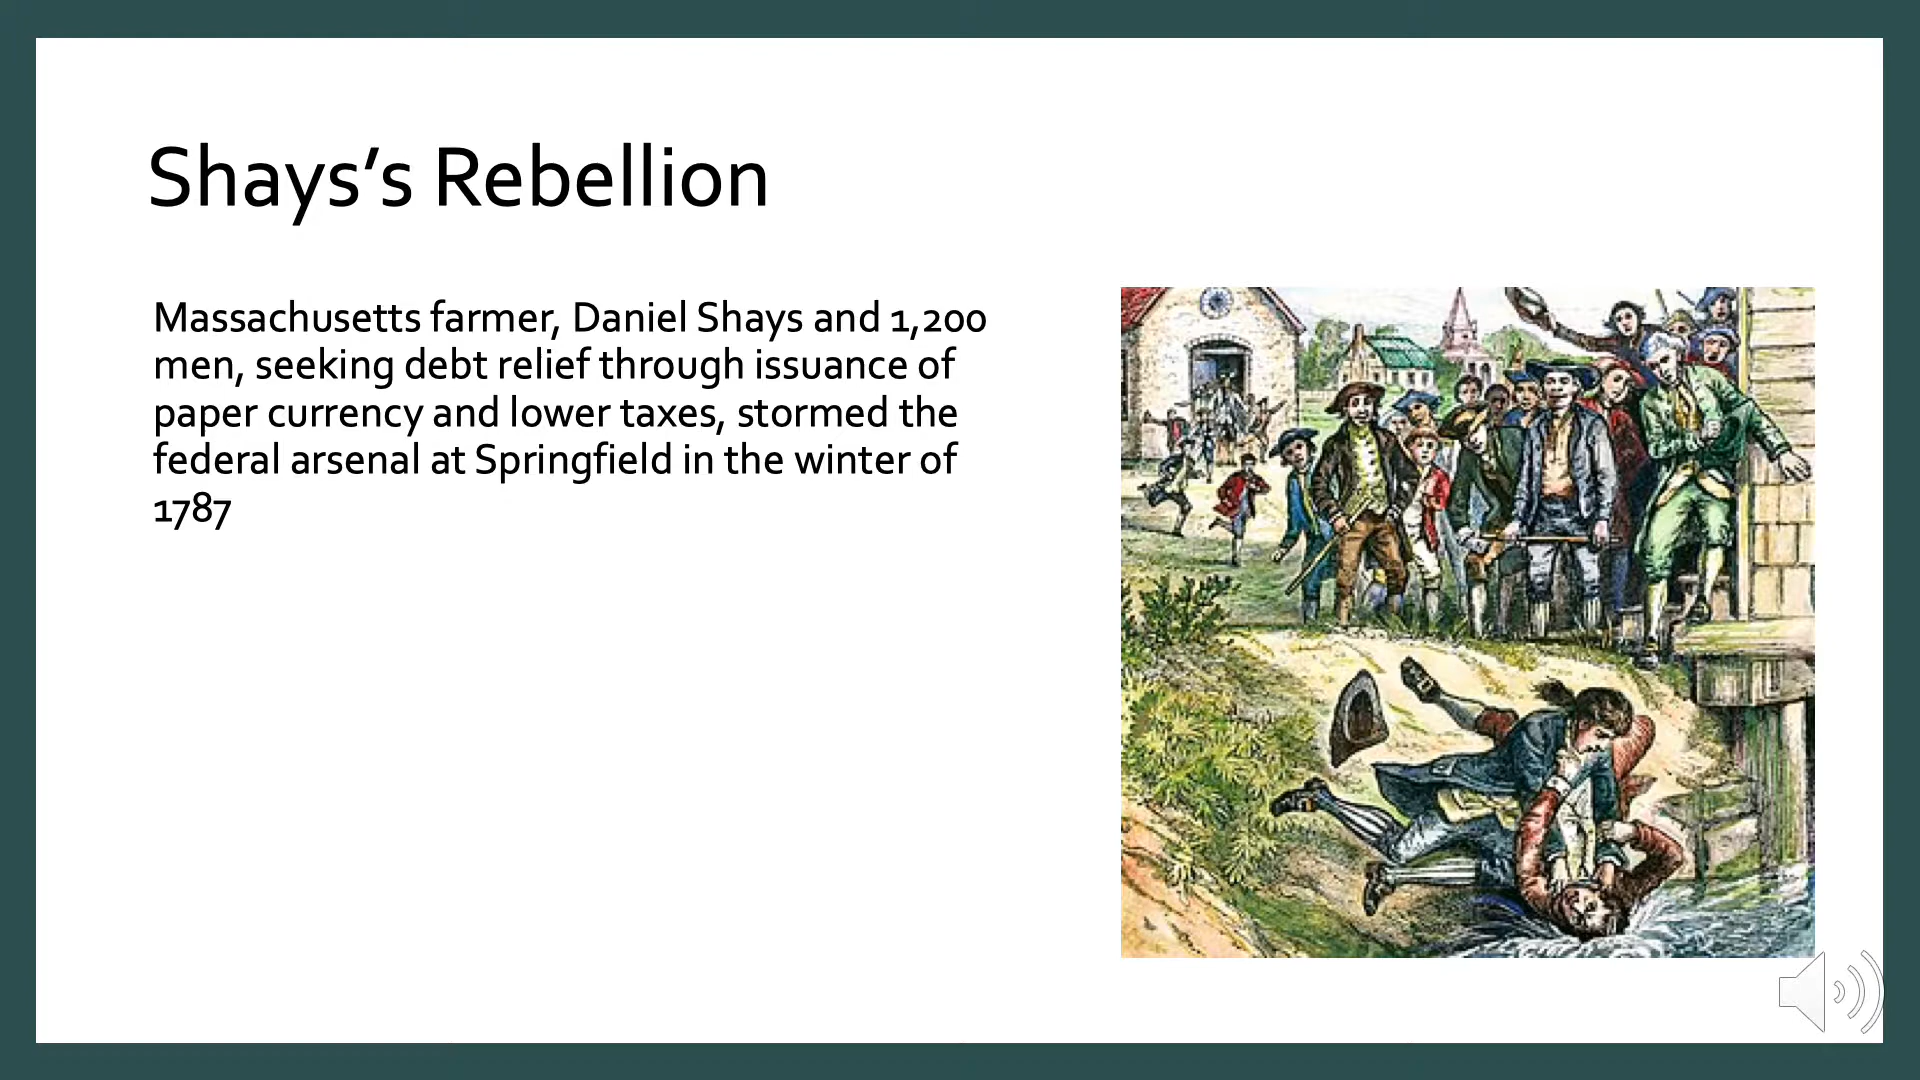 Shays’s Rebellion
Massachusetts farmer, Daniel Shays and 1,200
men, seeking debt relief through issuance of
paper currency and lower taxes, stormed the
federal arsenal at Springfield in the winter of
1787